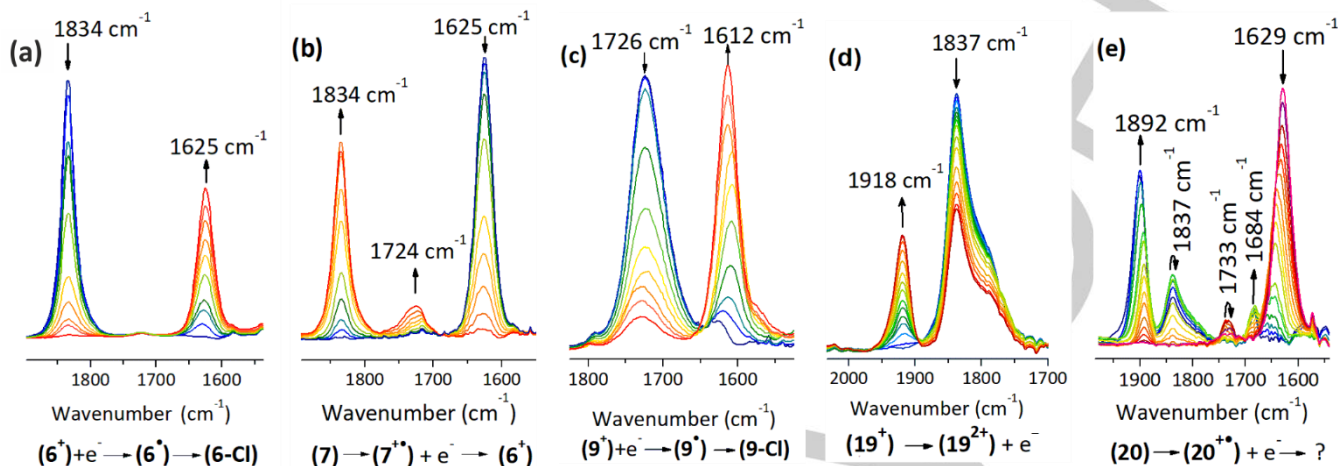 (a)
1834 cm⁻¹
1625 cm⁻¹
1800 1700 1600
Wavenumber (cm⁻¹)
(6⁺)+e⁻ → (6•) → (6-Cl)
(b)
1625 cm⁻¹
1834 cm⁻¹
1724 cm⁻¹
1800 1700 1600
Wavenumber (cm⁻¹)
(7) → (7⁺•) + e⁻ → (6⁺)
(c)
1726 cm⁻¹
1612 cm⁻¹
1800 1700 1600
Wavenumber (cm⁻¹)
(9⁺)+e⁻ → (9•) → (9-Cl)
(d)
1837 cm⁻¹
1918 cm⁻¹
2000 1900 1800 1700
Wavenumber (cm⁻¹)
(19⁺) → (19²⁺) + e⁻
(e)
1629 cm⁻¹
1892 cm⁻¹
1837 cm⁻¹
1733 cm⁻¹
1684 cm⁻¹
1900 1800 1700 1600
Wavenumber (cm⁻¹)
(20) → (20⁺•) + e⁻ → ?